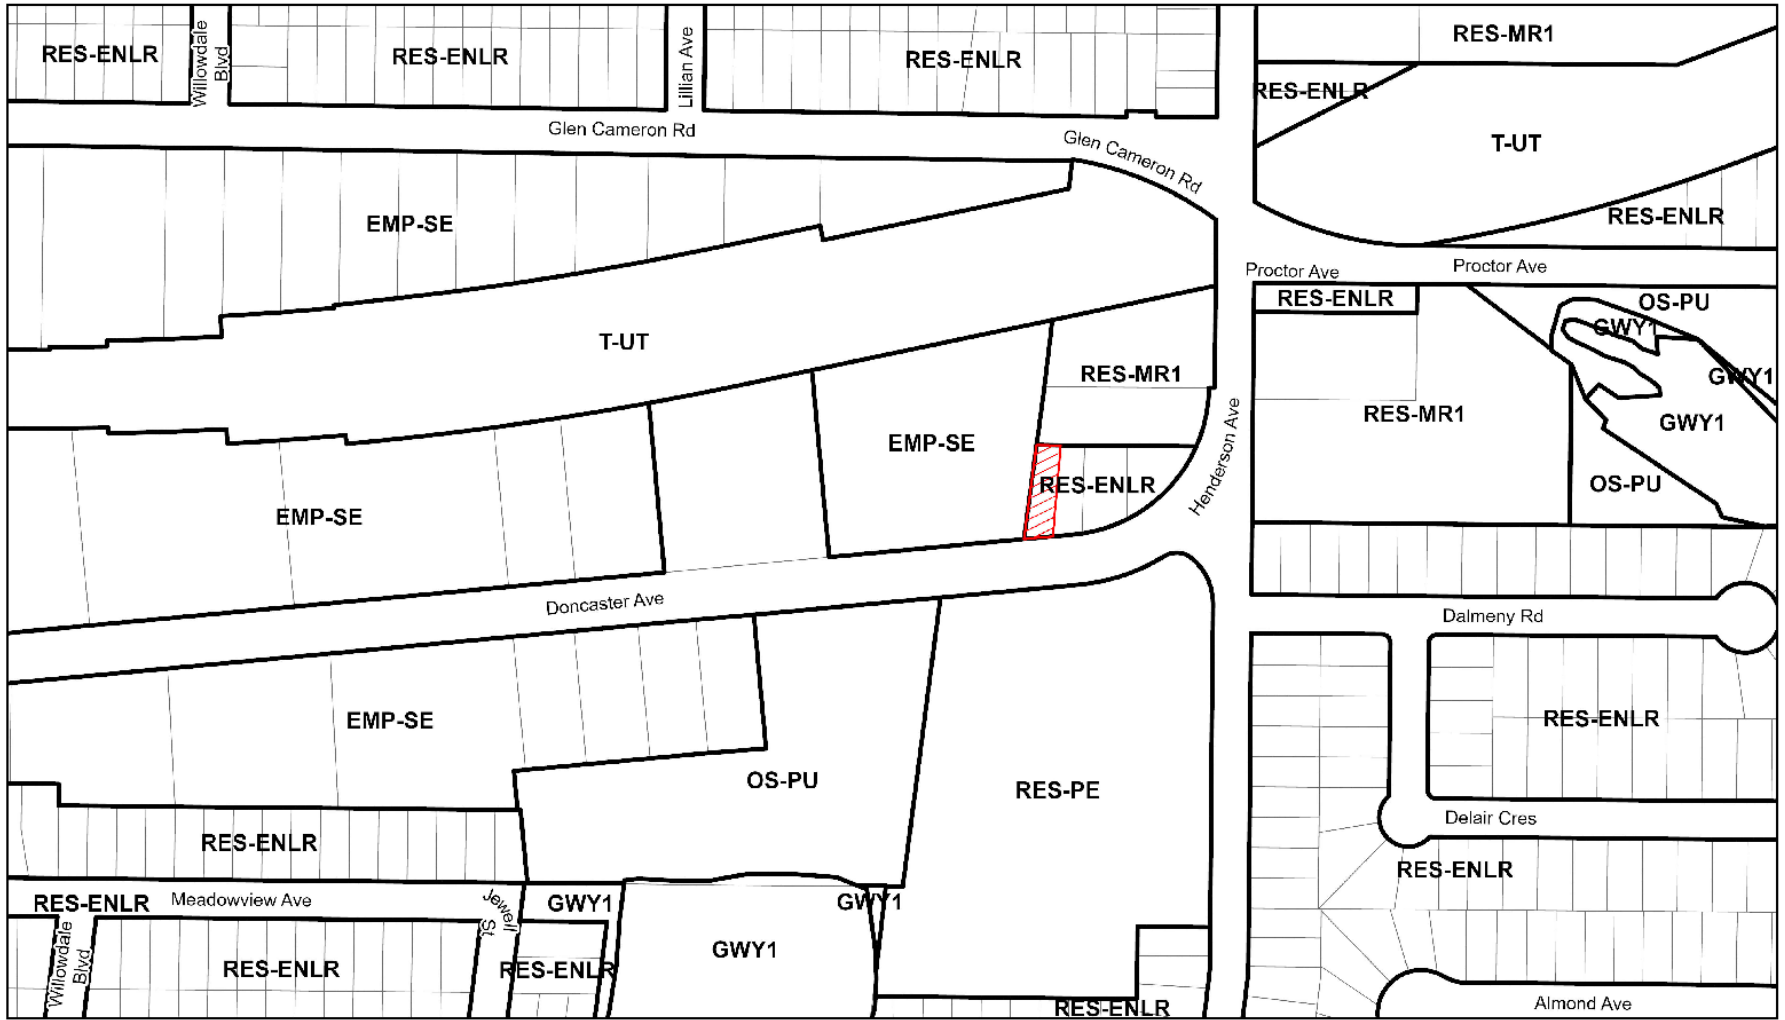 RES-ENLR
Willowdale
Blvd
RES-ENLR
Lillian Ave
RES-ENLR
RES-MR1
RES-ENLR
Glen Cameron Rd
Glen Cameron Rd
T-UT
EMP-SE
RES-ENLR
Proctor Ave
Proctor Ave
RES-ENLR
OS-PU
GWY1
T-UT
RES-MR1
GWY1
RES-MR1
GWY1
EMP-SE
Henderson Ave
RES-ENLR
OS-PU
EMP-SE
Doncaster Ave
Dalmeny Rd
EMP-SE
RES-ENLR
OS-PU
RES-PE
Delair Cres
RES-ENLR
RES-ENLR
RES-ENLR
Meadowview Ave
Jewell
St
GWY1
GWY1
Willowdale
Blvd
RES-ENLR
RES-ENLR
GWY1
RES-ENLR
Almond Ave